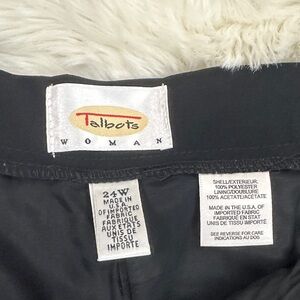 Talbots
WOMAN
24W
MADE IN
U.S.A.
OF IMPORTED
FABRIC
FABRIQUE
AUX ETATS
UNIS DE
TISSU
IMPORTE
SHELL/EXTERIEUR,
100% POLYESTER
LINING/DOUBLURE
100% ACETATE/ACETATE
MADE IN THE U.S.A. OF
IMPORTED FABRIC
FABRIQUE AUX ETATS-
UNIS DE TISSU IMPORTE
SEE REVERSE FOR CARE
INDICATIONS AU DOS